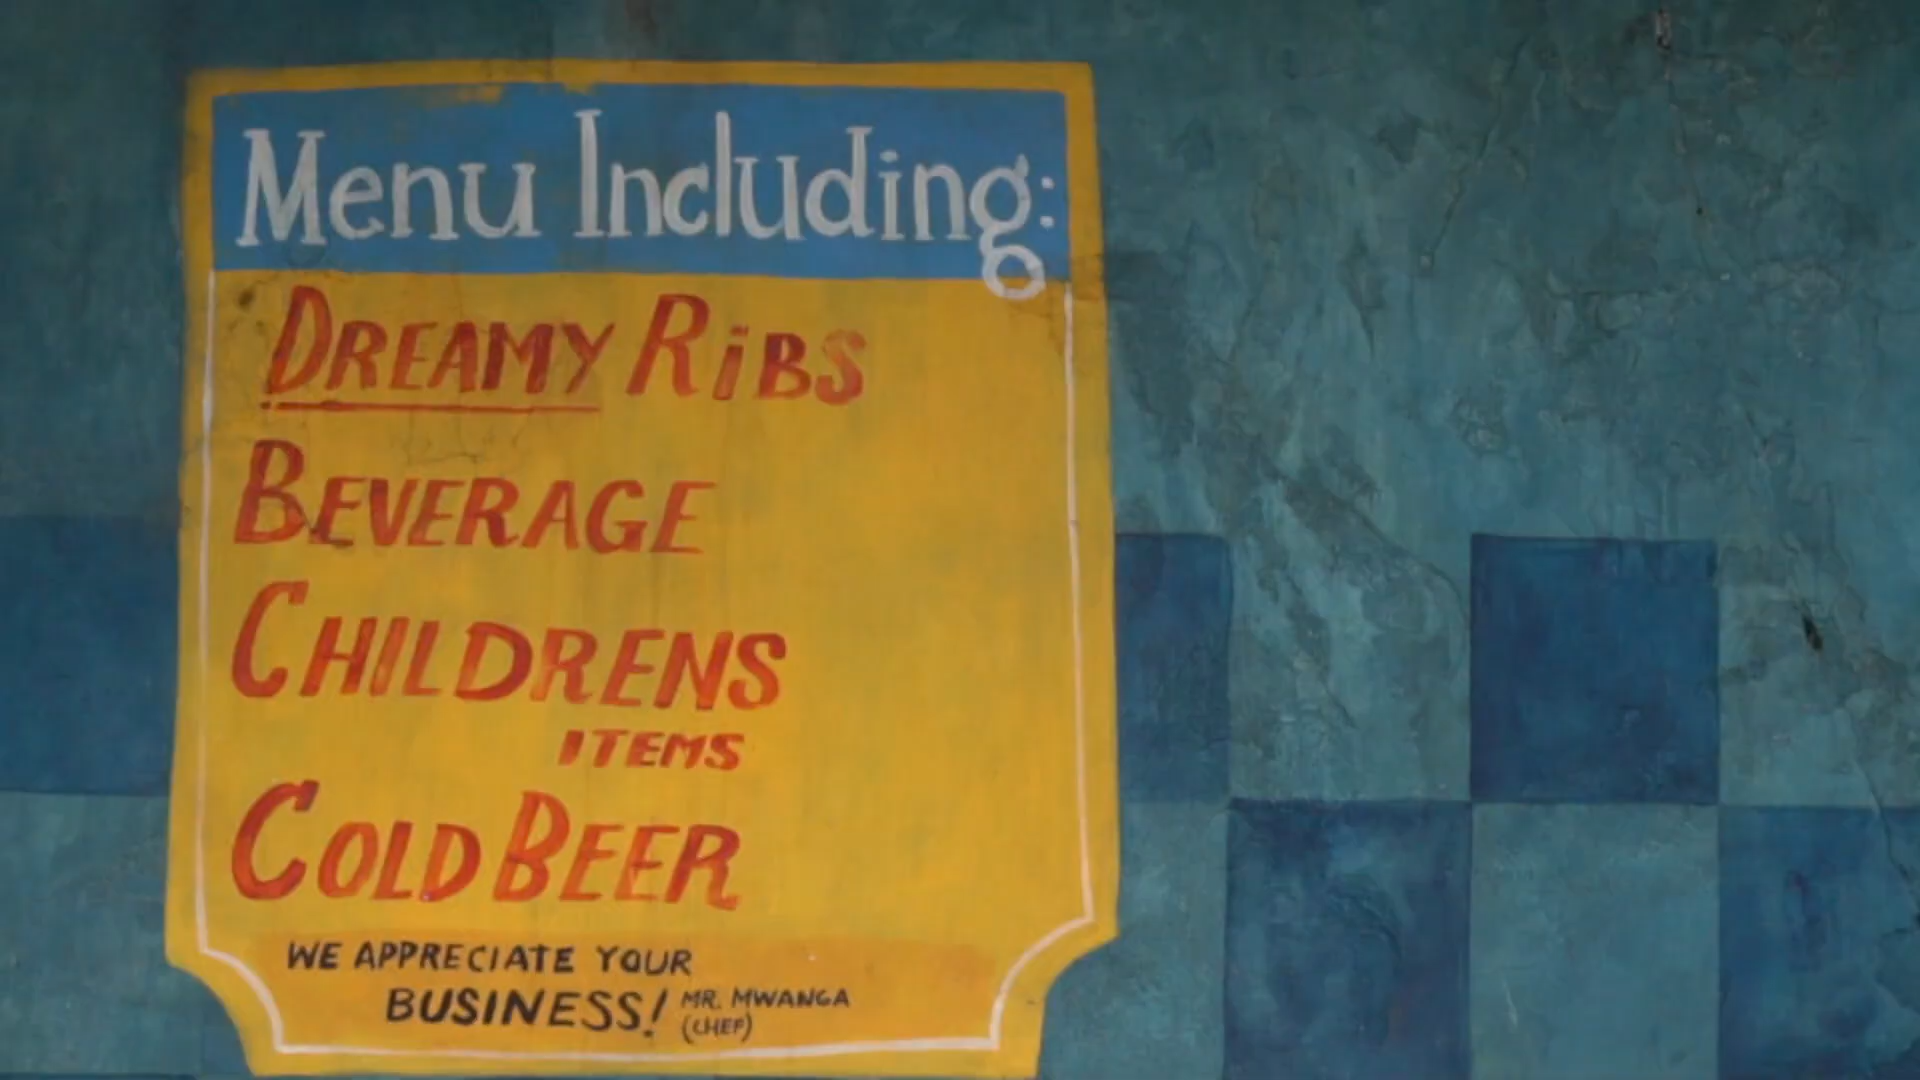 Menu Including:
DREAMY RiBS
BEVERAGE
CHILDRENS
ITEMS
COLD BEER
WE APPRECIATE YOUR
BUSINESS! MR. MWANGA
(CHEF)